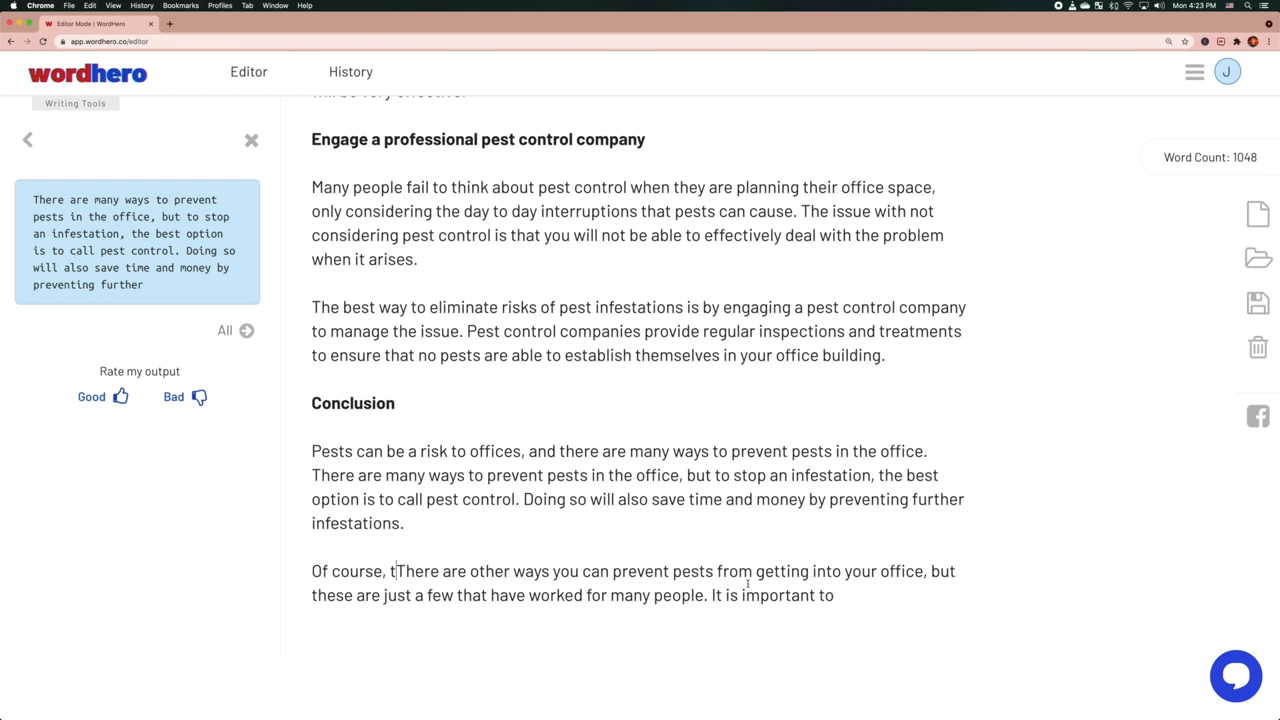 Chrome File Edit View History Bookmarks Profiles Tab Window Help
Mon 4:23 PM
Editor Mode | WordHero
app.wordhero.co/editor
wordhero
Editor
History
J
Writing Tools
Word Count: 1048
There are many ways to prevent
pests in the office, but to stop
an infestation, the best option
is to call pest control. Doing so
will also save time and money by
preventing further
All
Rate my output
Good
Bad
Engage a professional pest control company
Many people fail to think about pest control when they are planning their office space,
only considering the day to day interruptions that pests can cause. The issue with not
considering pest control is that you will not be able to effectively deal with the problem
when it arises.
The best way to eliminate risks of pest infestations is by engaging a pest control company
to manage the issue. Pest control companies provide regular inspections and treatments
to ensure that no pests are able to establish themselves in your office building.
Conclusion
Pests can be a risk to offices, and there are many ways to prevent pests in the office.
There are many ways to prevent pests in the office, but to stop an infestation, the best
option is to call pest control. Doing so will also save time and money by preventing further
infestations.
Of course, tThere are other ways you can prevent pests from getting into your office, but
these are just a few that have worked for many people. It is important to